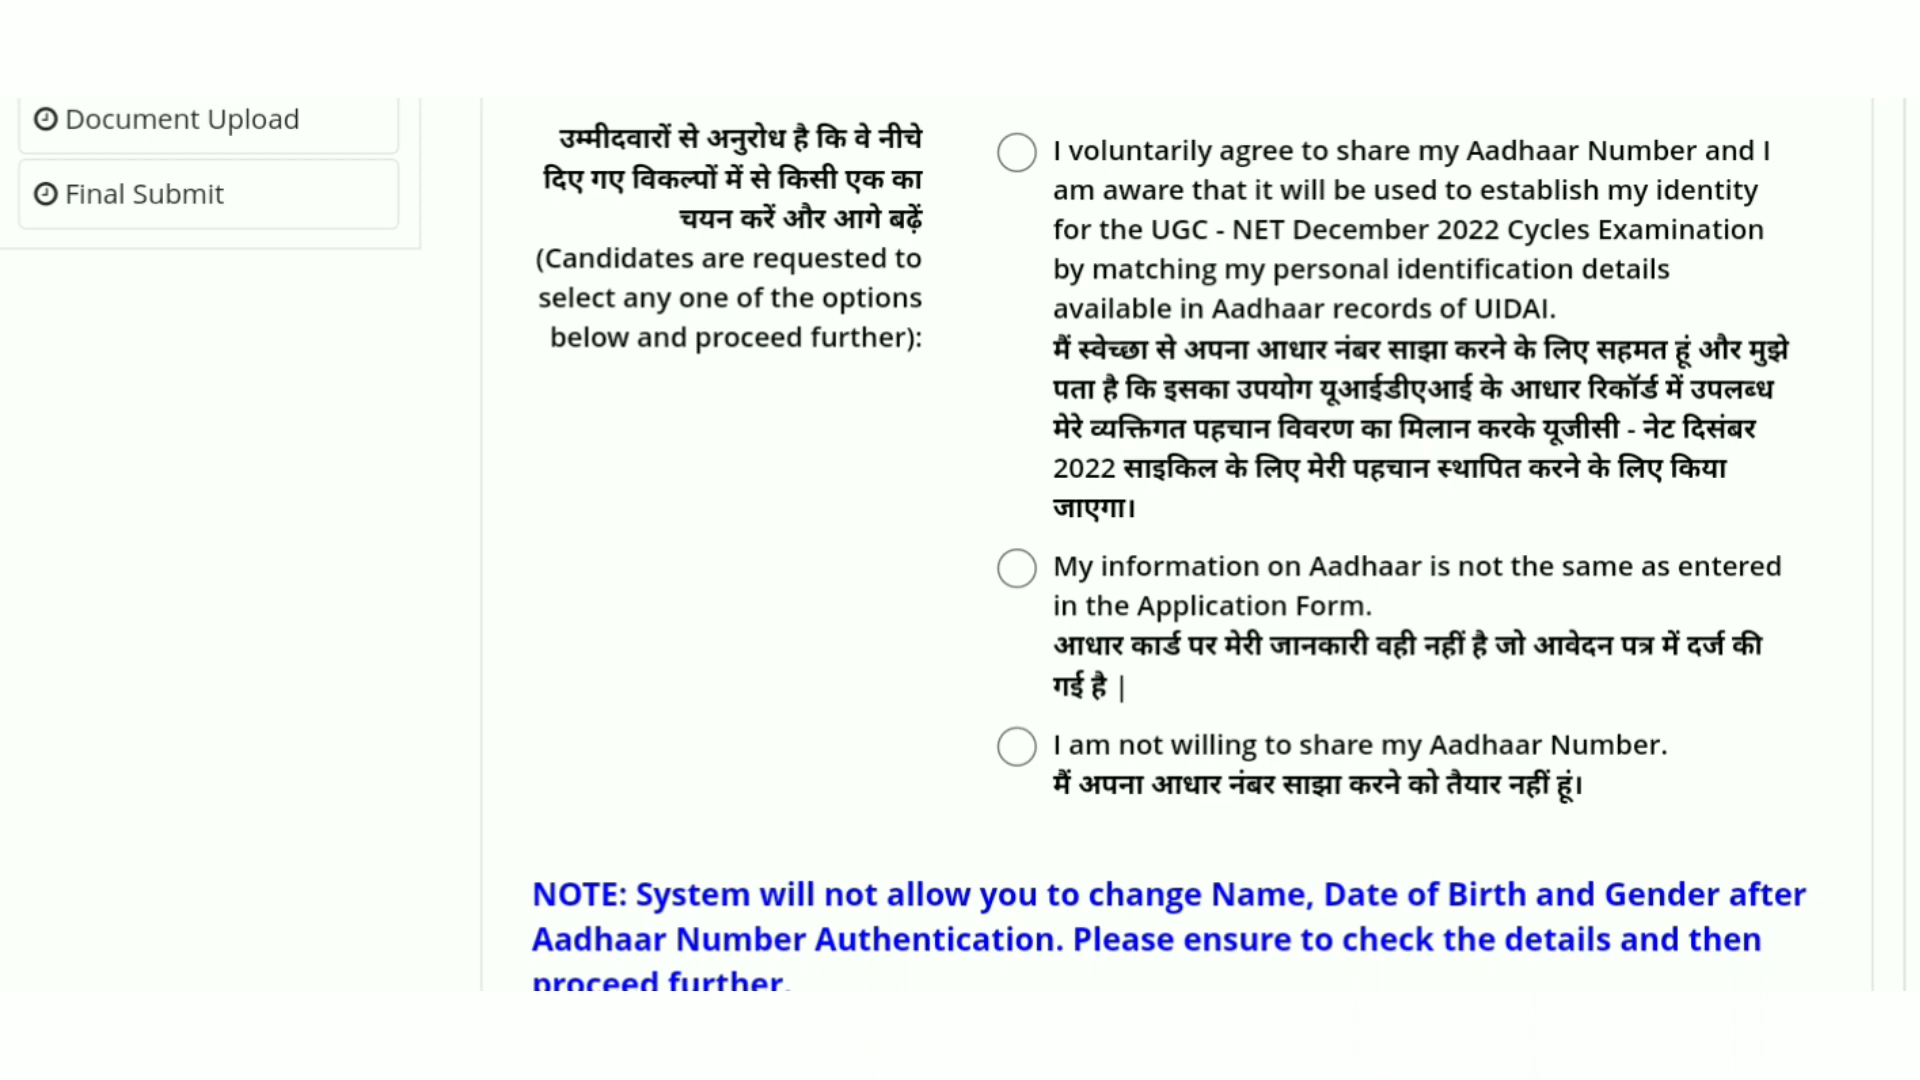 Document Upload
Final Submit
उम्मीदवारों से अनुरोध है कि वे नीचे
दिए गए विकल्पों में से किसी एक का
चयन करें और आगे बढ़ें
(Candidates are requested to
select any one of the options
below and proceed further):
I voluntarily agree to share my Aadhaar Number and I
am aware that it will be used to establish my identity
for the UGC - NET December 2022 Cycles Examination
by matching my personal identification details
available in Aadhaar records of UIDAI.
मैं स्वेच्छा से अपना आधार नंबर साझा करने के लिए सहमत हूं और मुझे
पता है कि इसका उपयोग यूआईडीएआई के आधार रिकॉर्ड में उपलब्ध
मेरे व्यक्तिगत पहचान विवरण का मिलान करके यूजीसी - नेट दिसंबर
2022 साइकिल के लिए मेरी पहचान स्थापित करने के लिए किया
जाएगा।
My information on Aadhaar is not the same as entered
in the Application Form.
आधार कार्ड पर मेरी जानकारी वही नहीं है जो आवेदन पत्र में दर्ज की
गई है |
I am not willing to share my Aadhaar Number.
मैं अपना आधार नंबर साझा करने को तैयार नहीं हूं।
NOTE: System will not allow you to change Name, Date of Birth and Gender after
Aadhaar Number Authentication. Please ensure to check the details and then
proceed further.